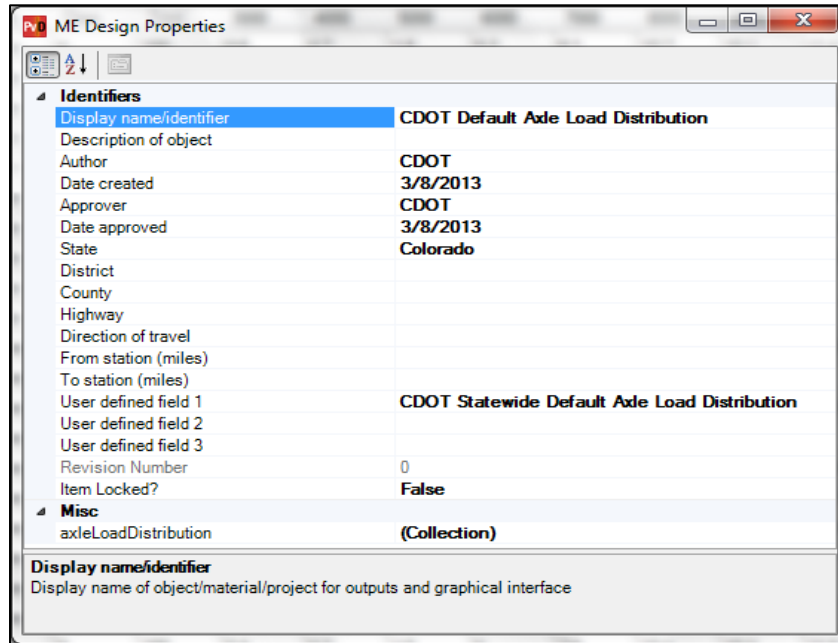 PvD ME Design Properties
A Z
Identifiers
Display name/identifier CDOT Default Axle Load Distribution
Description of object
Author CDOT
Date created 3/8/2013
Approver CDOT
Date approved 3/8/2013
State Colorado
District
County
Highway
Direction of travel
From station (miles)
To station (miles)
User defined field 1 CDOT Statewide Default Axle Load Distribution
User defined field 2
User defined field 3
Revision Number 0
Item Locked? False
Misc
axleLoadDistribution (Collection)
Display name/identifier
Display name of object/material/project for outputs and graphical interface